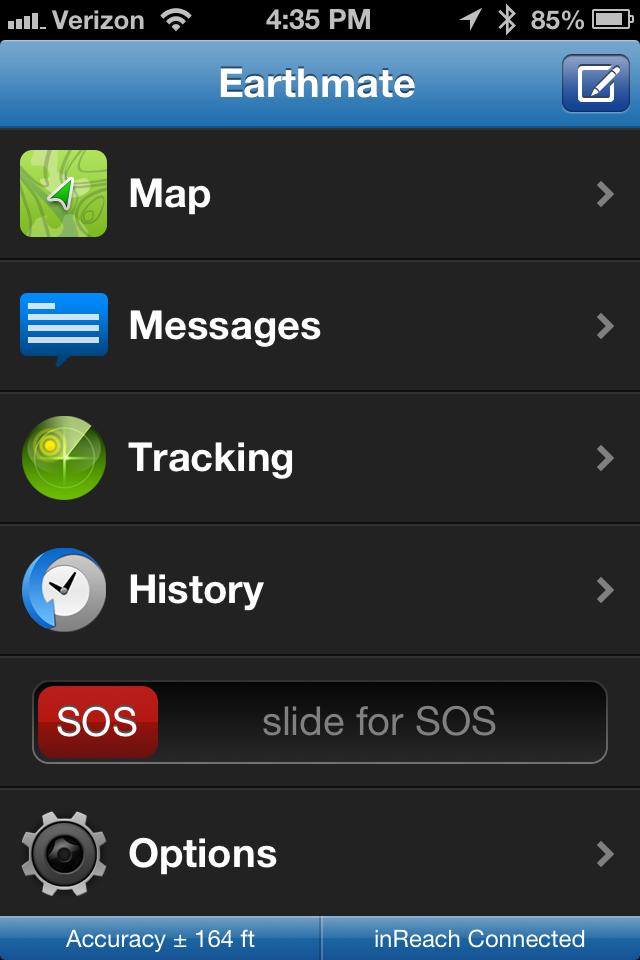 Verizon 4:35 PM 85%
Earthmate
Map
Messages
Tracking
History
SOS slide for SOS
Options
Accuracy ± 164 ft inReach Connected